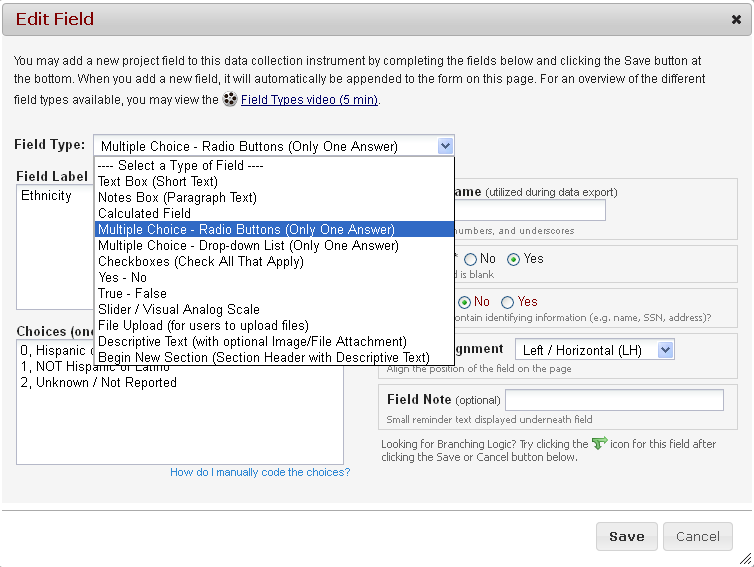 Edit Field
You may add a new project field to this data collection instrument by completing the fields below and clicking the Save button at
the bottom. When you add a new field, it will automatically be appended to the form on this page. For an overview of the different
field types available, you may view the Field Types video (5 min).
Field Type: Multiple Choice - Radio Buttons (Only One Answer)
---- Select a Type of Field ----
Text Box (Short Text)
Notes Box (Paragraph Text)
Calculated Field
Multiple Choice - Radio Buttons (Only One Answer)
Multiple Choice - Drop-down List (Only One Answer)
Checkboxes (Check All That Apply)
Yes - No
True - False
Slider / Visual Analog Scale
File Upload (for users to upload files)
Descriptive Text (with optional Image/File Attachment)
Begin New Section (Section Header with Descriptive Text)
Field Label
Ethnicity
Choices (one
0, Hispanic o
1, NOT Hispanic or Latino
2, Unknown / Not Reported
How do I manually code the choices?
ame (utilized during data export)
numbers, and underscores
* No Yes
d is blank
No Yes
ontain identifying information (e.g. name, SSN, address)?
gnment Left / Horizontal (LH)
Align the position of the field on the page
Field Note (optional)
Small reminder text displayed underneath field
Looking for Branching Logic? Try clicking the icon for this field after
clicking the Save or Cancel button below.
Save Cancel